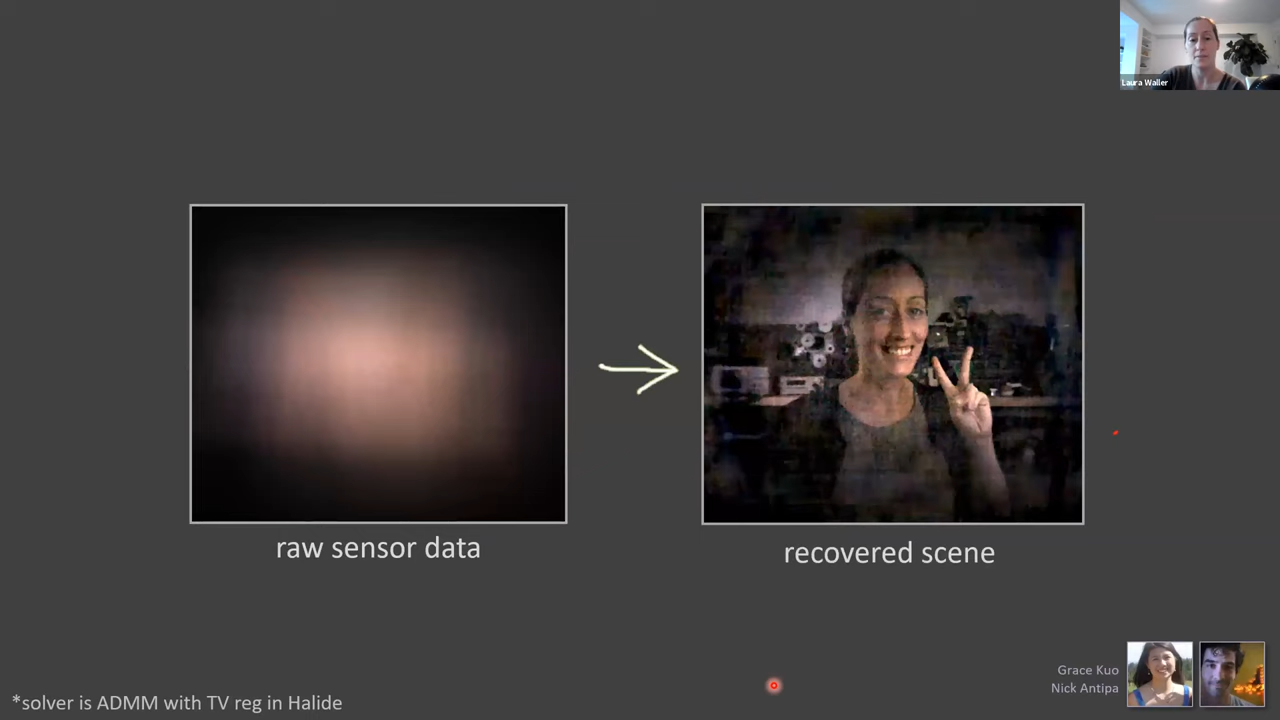 Laura Waller
raw sensor data
recovered scene
Grace Kuo
Nick Antipa
*solver is ADMM with TV reg in Halide